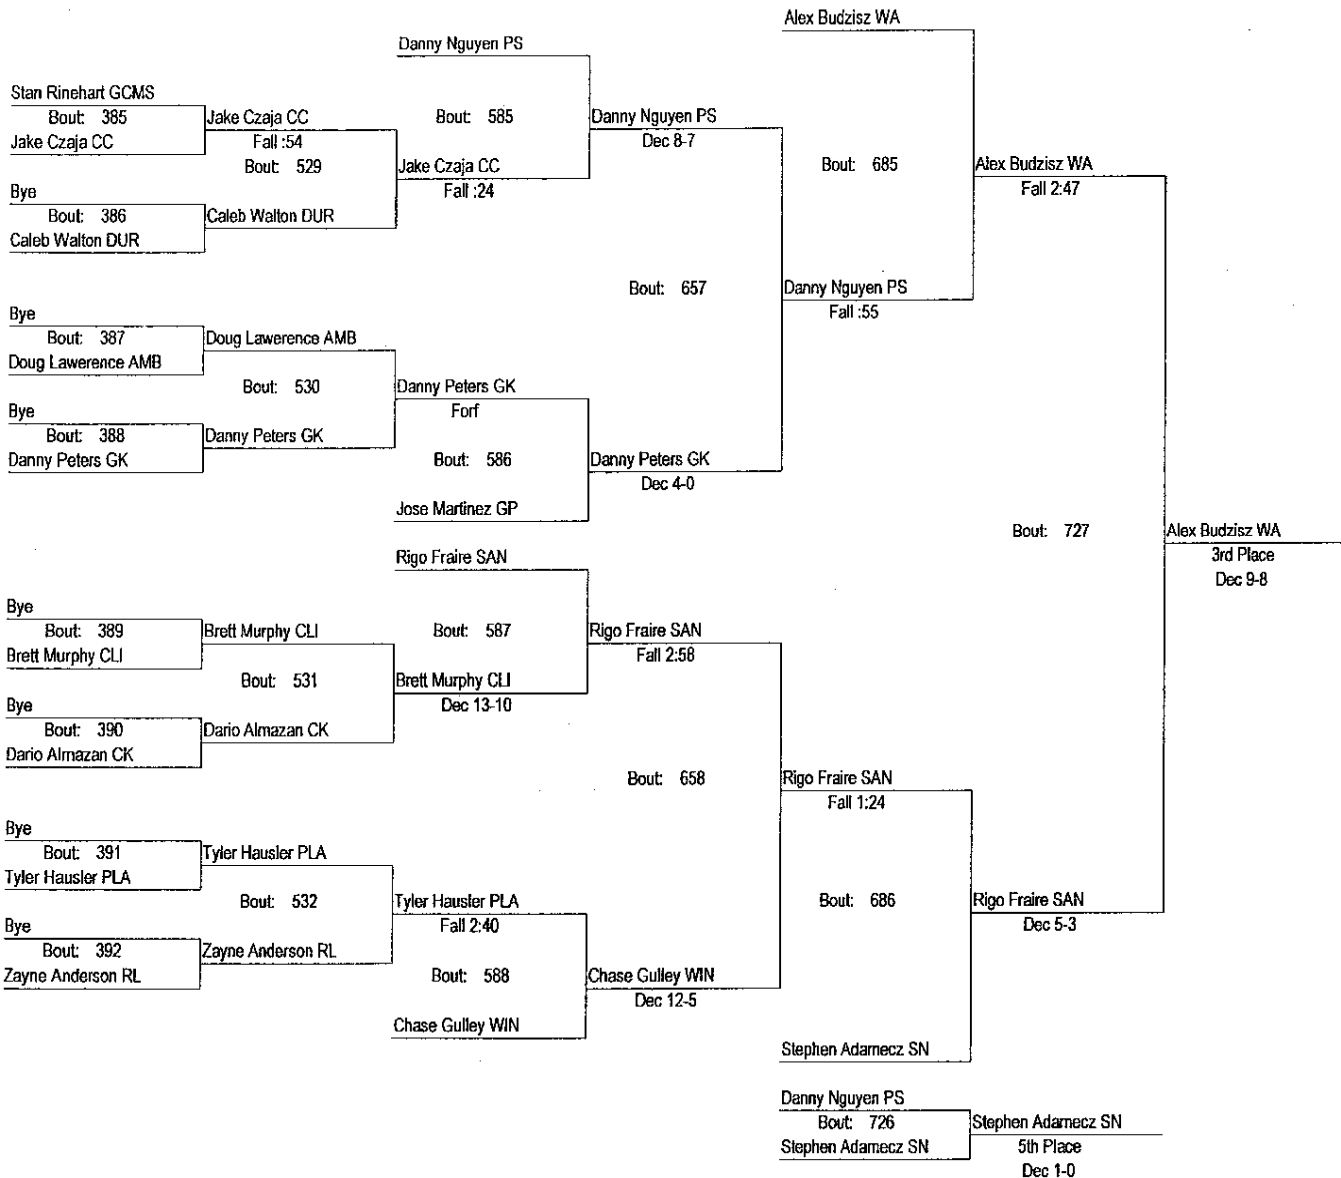 Alex Budzisz WA
Danny Nguyen PS
Stan Rinehart GCMS
Bout: 385
Jake Czaja CC
Jake Czaja CC
Fall :54
Bout: 529
Bye
Bout: 386
Caleb Walton DUR
Caleb Walton DUR
Jake Czaja CC
Fall :24
Bout: 585
Danny Nguyen PS
Dec 8-7
Bye
Bout: 387
Doug Lawerence AMB
Doug Lawerence AMB
Bout: 530
Bye
Bout: 388
Danny Peters GK
Danny Peters GK
Danny Peters GK
Forf
Bout: 586
Jose Martinez GP
Danny Peters GK
Dec 4-0
Bout: 657
Danny Nguyen PS
Fall :55
Bout: 685
Alex Budzisz WA
Fall 2:47
Rigo Fraire SAN
Bye
Bout: 389
Brett Murphy CLI
Brett Murphy CLI
Bout: 531
Bye
Bout: 390
Dario Almazan CK
Dario Almazan CK
Brett Murphy CLI
Dec 13-10
Bout: 587
Rigo Fraire SAN
Fall 2:58
Bye
Bout: 391
Tyler Hausler PLA
Tyler Hausler PLA
Bout: 532
Bye
Bout: 392
Zayne Anderson RL
Zayne Anderson RL
Tyler Hausler PLA
Fall 2:40
Bout: 588
Chase Gulley WIN
Chase Gulley WIN
Dec 12-5
Bout: 658
Rigo Fraire SAN
Fall 1:24
Bout: 686
Stephen Adamecz SN
Rigo Fraire SAN
Dec 5-3
Bout: 727
Alex Budzisz WA
3rd Place
Dec 9-8
Danny Nguyen PS
Bout: 726
Stephen Adamecz SN
Stephen Adamecz SN
5th Place
Dec 1-0